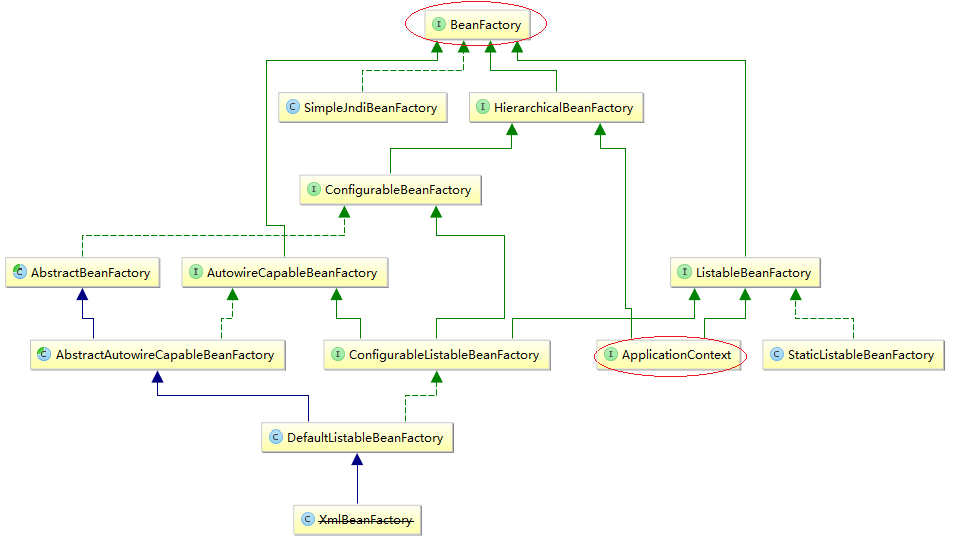 I BeanFactory
C SimpleJndiBeanFactory
I HierarchicalBeanFactory
I ConfigurableBeanFactory
C AbstractBeanFactory
I AutowireCapableBeanFactory
I ListableBeanFactory
C AbstractAutowireCapableBeanFactory
I ConfigurableListableBeanFactory
I ApplicationContext
C StaticListableBeanFactory
C DefaultListableBeanFactory
C XmlBeanFactory